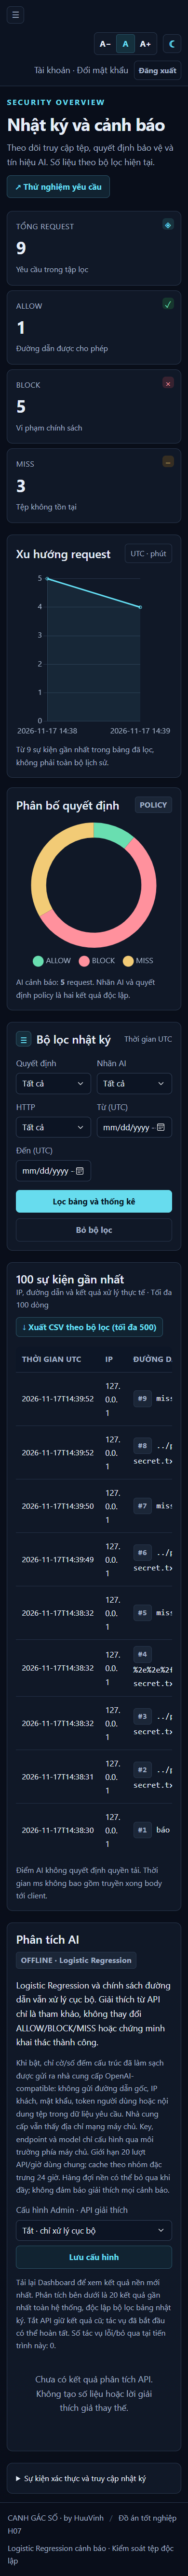 ☰
A− A A+ ☾
Tài khoản · Đổi mật khẩu Đăng xuất
SECURITY OVERVIEW
Nhật ký và cảnh báo
Theo dõi truy cập tệp, quyết định bảo vệ và
tín hiệu AI. Số liệu theo bộ lọc hiện tại.
↗ Thử nghiệm yêu cầu
TỔNG REQUEST
9
Yêu cầu trong tập lọc
ALLOW
✓
1
Đường dẫn được cho phép
BLOCK
×
5
Vi phạm chính sách
MISS
−
3
Tệp không tồn tại
Xu hướng request UTC · phút
5
4
3
2
1
0
2026-11-17 14:38 2026-11-17 14:39
Từ 9 sự kiện gần nhất trong bảng đã lọc,
không phải toàn bộ lịch sử.
Phân bố quyết định POLICY
ALLOW BLOCK MISS
AI cảnh báo: 5 request. Nhãn AI và quyết
định policy là hai kết quả độc lập.
☰ Bộ lọc nhật ký Thời gian UTC
Quyết định Nhãn AI
Tất cả Tất cả
HTTP Từ (UTC)
Tất cả mm/dd/yyyy -
Đến (UTC)
mm/dd/yyyy -
Lọc bảng và thống kê
Bỏ bộ lọc
100 sự kiện gần nhất
IP, đường dẫn và kết quả xử lý thực tế · Tối đa
100 dòng
↓ Xuất CSV theo bộ lọc (tối đa 500)
THỜI GIAN UTC IP ĐƯỜNG D
2026-11-17T14:39:52 127.0.0.1 #9 mis
2026-11-17T14:39:52 127.0.0.1 #8 ../ secret.tx
2026-11-17T14:39:50 127.0.0.1 #7 mis
2026-11-17T14:39:49 127.0.0.1 #6 ../ secret.tx
2026-11-17T14:38:32 127.0.0.1 #5 mis
2026-11-17T14:38:32 127.0.0.1 #4 %2e%2e%2f secret.tx
2026-11-17T14:38:32 127.0.0.1 #3 ../ secret.tx
2026-11-17T14:38:31 127.0.0.1 #2 ../ secret.tx
2026-11-17T14:38:30 127.0.0.1 #1 báo
Điểm AI không quyết định quyền tải. Thời
gian ms không bao gồm truyền xong body
tới client.
Phân tích AI
OFFLINE · Logistic Regression
Logistic Regression và chính sách đường
dẫn vẫn xử lý cục bộ. Giải thích từ API
chỉ là tham khảo, không thay đổi
ALLOW/BLOCK/MISS hoặc chứng minh
khai thác thành công.
Khi bật, chỉ cờ/số đếm cấu trúc đã làm sạch
được gửi ra nhà cung cấp OpenAI-
compatible: không gửi đường dẫn gốc, IP
khách, mật khẩu, token người dùng hoặc nội
dung tệp trong dữ liệu yêu cầu. Nhà cung
cấp vẫn thấy địa chỉ mạng máy chủ. Key,
endpoint và model chỉ cấu hình qua môi
trường phía máy chủ. Giới hạn 20 lượt
API/giờ dùng chung; cache theo nhóm đặc
trưng 24 giờ. Hàng đợi nền có thể bỏ qua khi
đầy; không đảm bảo giải thích mọi cảnh báo.
Cấu hình Admin · API giải thích
Tắt · chỉ xử lý cục bộ
Lưu cấu hình
Tải lại Dashboard để xem kết quả nền mới
nhất. Phân tích bên dưới là 20 kết quả gần
nhất toàn hệ thống, độc lập bộ lọc bảng nhật
ký. Tắt API giữ kết quả cũ; tác vụ đã bắt đầu
có thể hoàn tất. Số tác vụ lỗi/bỏ qua tại tiến
trình này: 0.
Chưa có kết quả phân tích API.
Không tạo số liệu hoặc lời giải
thích giả thay thế.
▶ Sự kiện xác thực và truy cập nhật ký
CANH GÁC SỐ · by HuuVinh / Đồ án tốt nghiệp
H07
Logistic Regression cảnh báo · Kiểm soát tệp độc
lập